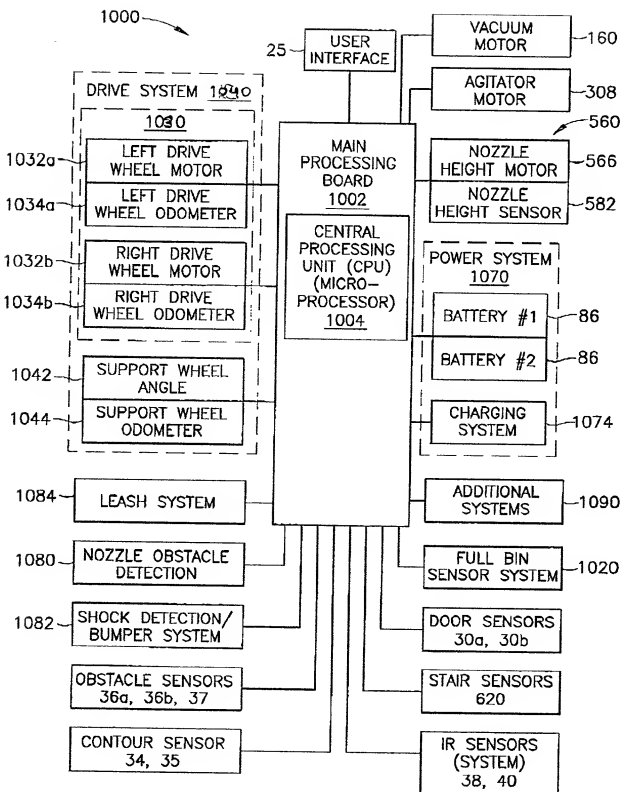 1000
25
USER
INTERFACE
VACUUM
MOTOR
160
AGITATOR
MOTOR
308
560
NOZZLE
HEIGHT MOTOR
566
NOZZLE
HEIGHT SENSOR
582
DRIVE SYSTEM 1040
1030
1032a
LEFT DRIVE
WHEEL MOTOR
1034a
LEFT DRIVE
WHEEL ODOMETER
1032b
RIGHT DRIVE
WHEEL MOTOR
1034b
RIGHT DRIVE
WHEEL ODOMETER
1042
SUPPORT WHEEL
ANGLE
1044
SUPPORT WHEEL
ODOMETER
MAIN
PROCESSING
BOARD
1002
CENTRAL
PROCESSING
UNIT (CPU)
(MICRO-
PROCESSOR)
1004
POWER SYSTEM
1070
BATTERY #1
86
BATTERY #2
86
CHARGING
SYSTEM
1074
1084
LEASH SYSTEM
ADDITIONAL
SYSTEMS
1090
1080
NOZZLE OBSTACLE
DETECTION
FULL BIN
SENSOR SYSTEM
1020
1082
SHOCK DETECTION/
BUMPER SYSTEM
DOOR SENSORS
30a, 30b
OBSTACLE SENSORS
36a, 36b, 37
STAIR SENSORS
620
CONTOUR SENSOR
34, 35
IR SENSORS
(SYSTEM)
38, 40